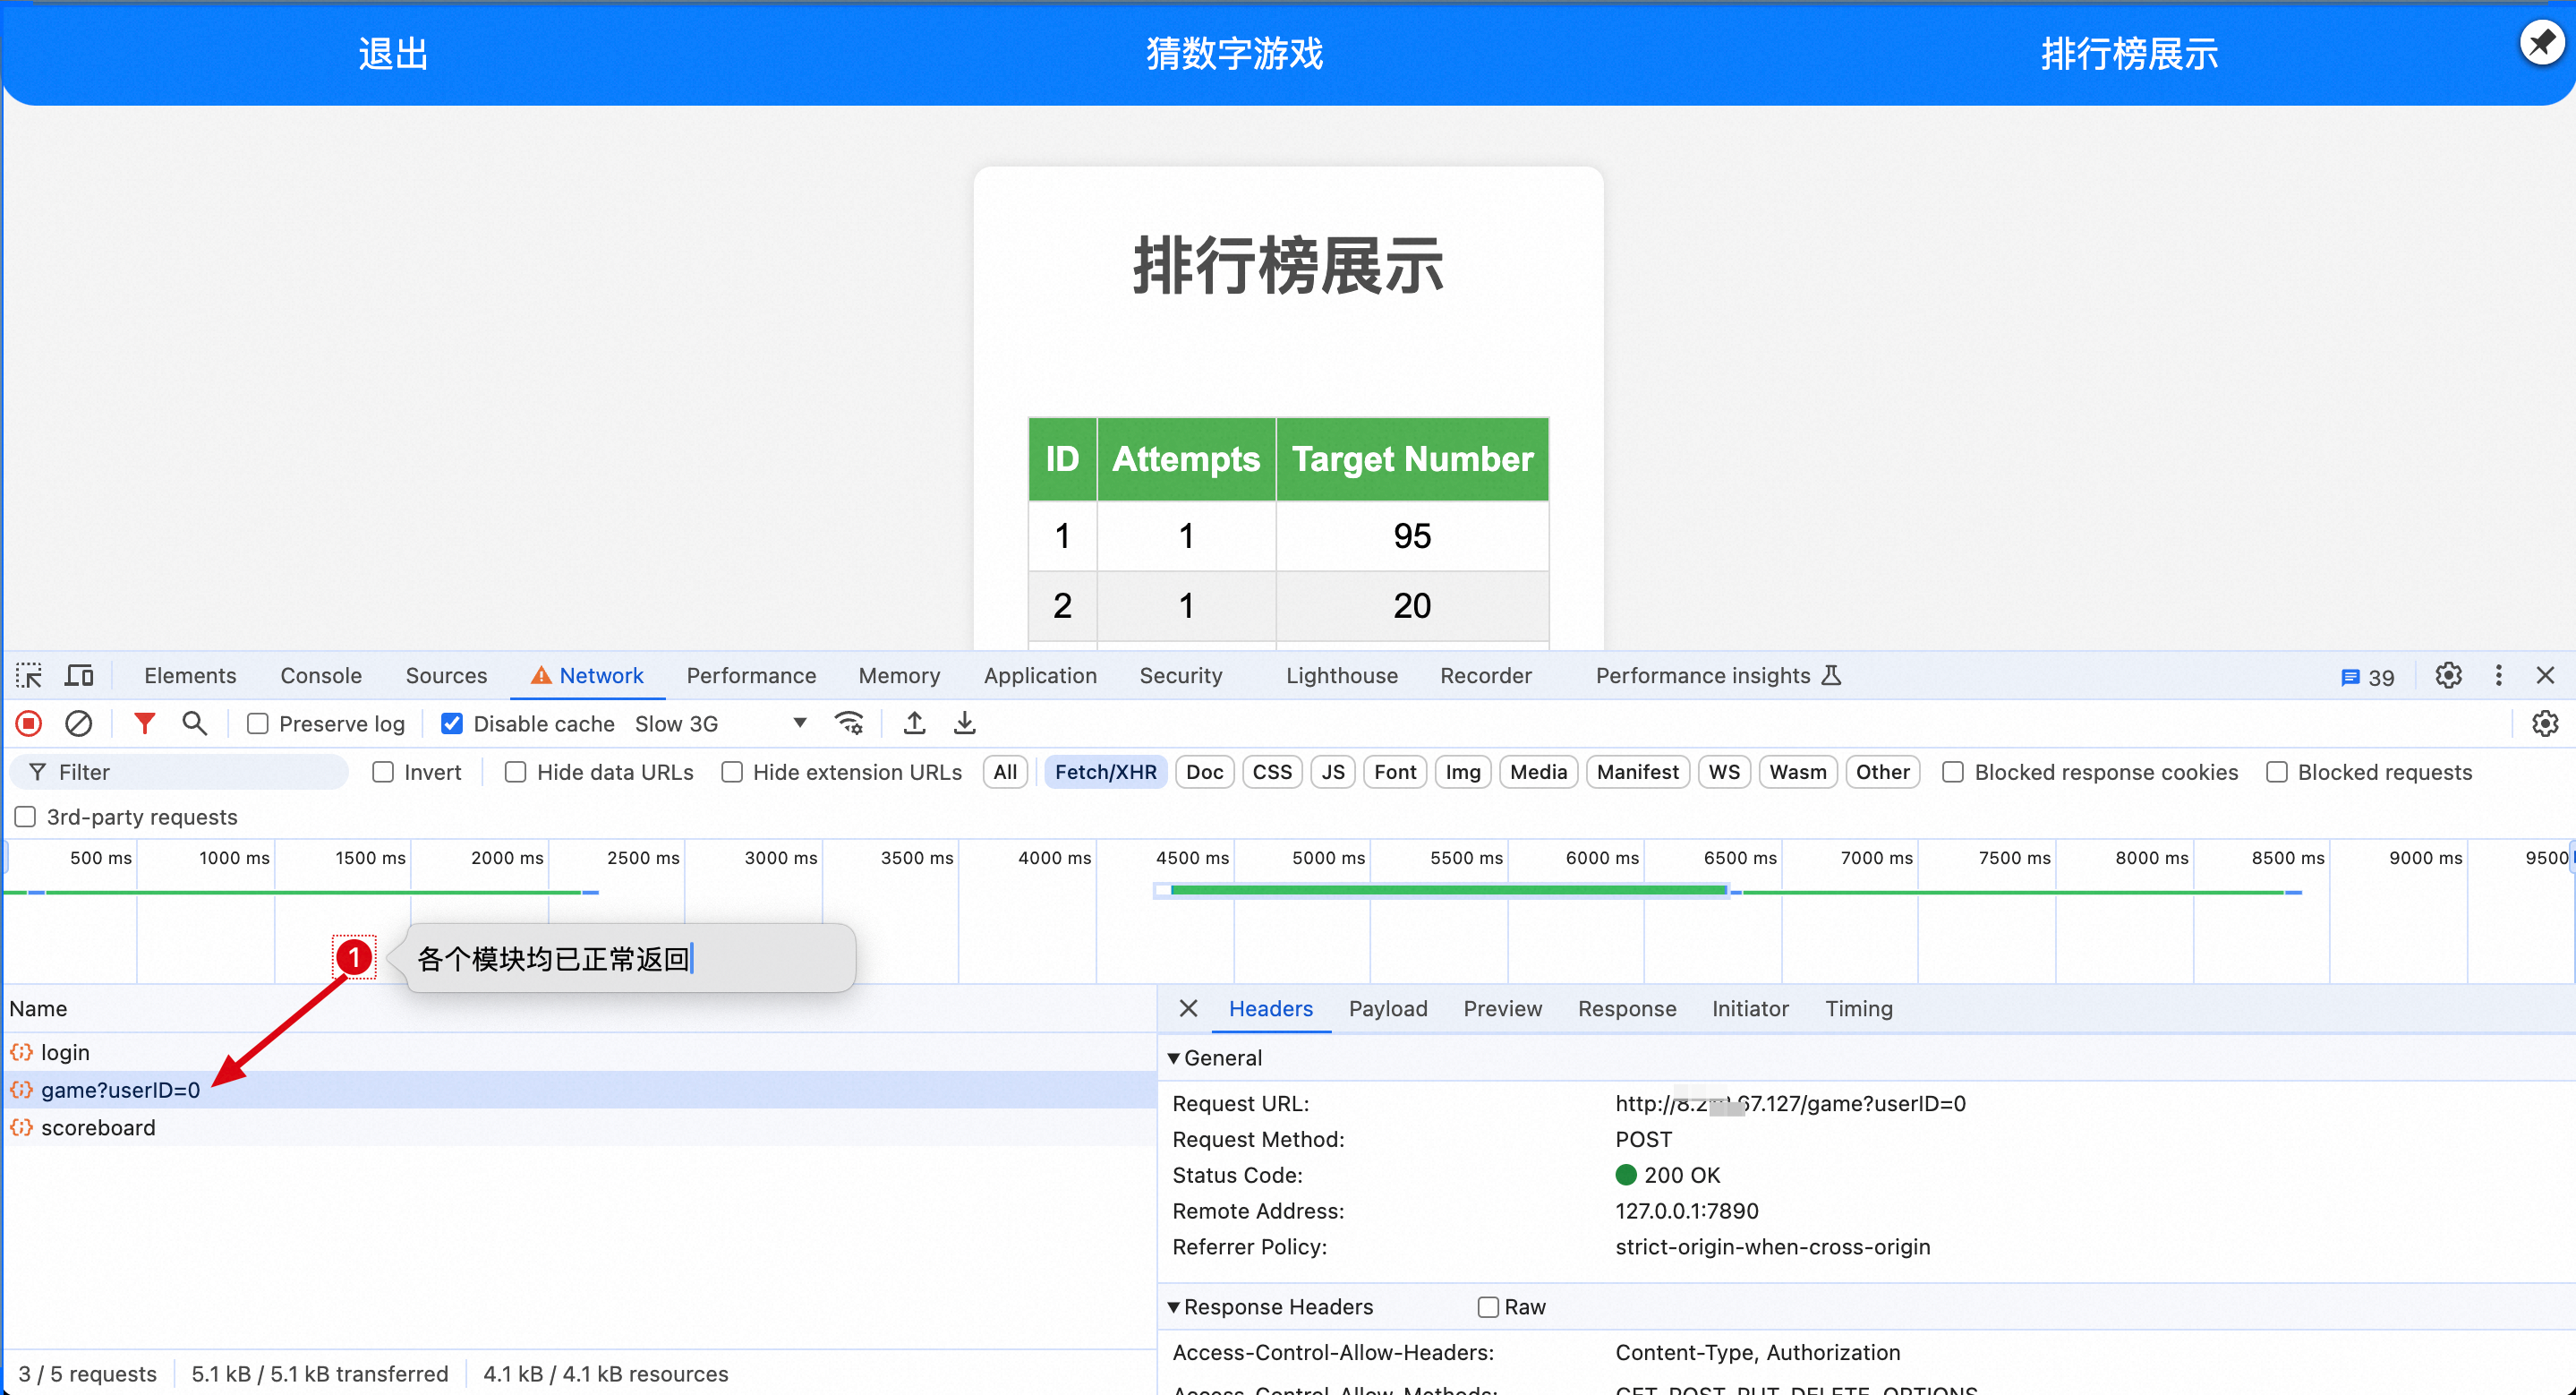 退出 猜数字游戏 排行榜展示
排行榜展示
ID Attempts Target Number
1 1 95
2 1 20
Elements Console Sources Network Performance Memory Application Security Lighthouse Recorder Performance insights 39
Preserve log Disable cache Slow 3G
Filter Invert Hide data URLs Hide extension URLs All Fetch/XHR Doc CSS JS Font Img Media Manifest WS Wasm Other Blocked response cookies Blocked requests
3rd-party requests
500 ms 1000 ms 1500 ms 2000 ms 2500 ms 3000 ms 3500 ms 4000 ms 4500 ms 5000 ms 5500 ms 6000 ms 6500 ms 7000 ms 7500 ms 8000 ms 8500 ms 9000 ms 9500
1 各个模块均已正常返回
Name
login
game?userID=0
scoreboard
3 / 5 requests 5.1 kB / 5.1 kB transferred 4.1 kB / 4.1 kB resources
Headers Payload Preview Response Initiator Timing
General
Request URL: 67.127/game?userID=0
Request Method: POST
Status Code: 200 OK
Remote Address: 127.0.0.1:7890
Referrer Policy: strict-origin-when-cross-origin
Response Headers Raw
Access-Control-Allow-Headers: Content-Type, Authorization
Access-Control-Allow-Methods: GET, POST, PUT, DELETE, OPTIONS